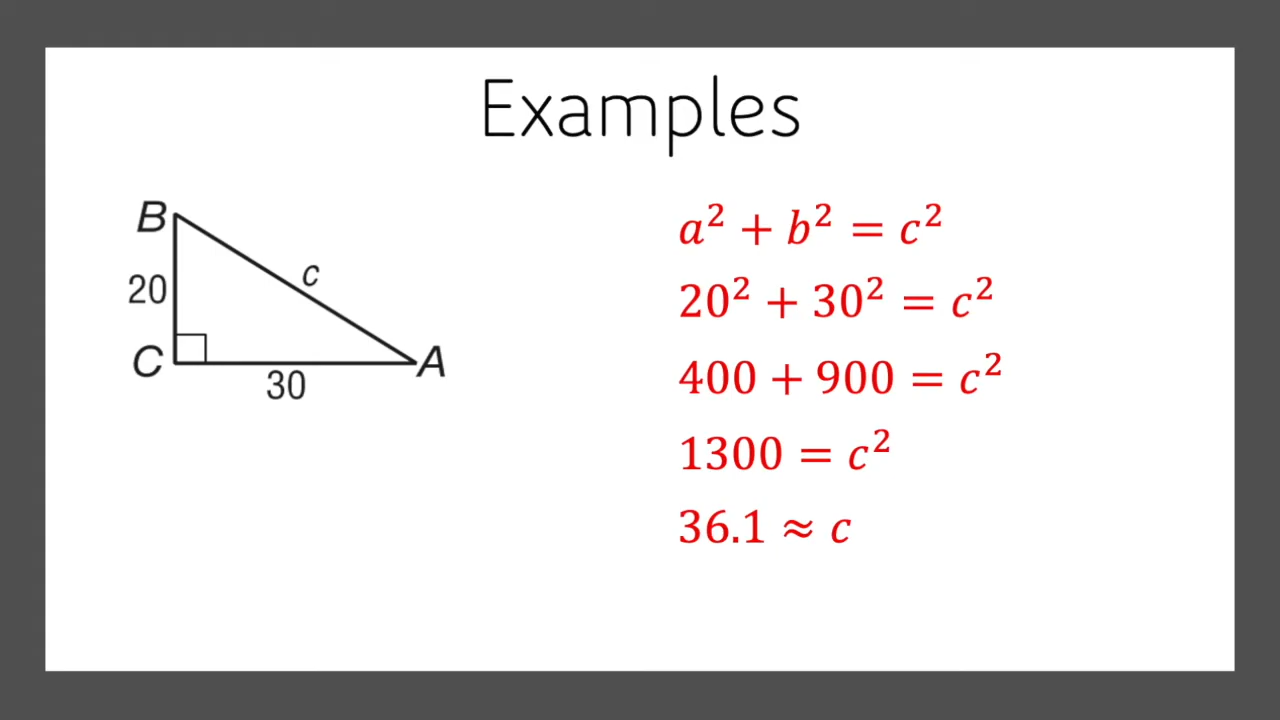 Examples
B
c
20
C
A
30
a² + b² = c²
20² + 30² = c²
400 + 900 = c²
1300 = c²
36.1 ≈ c